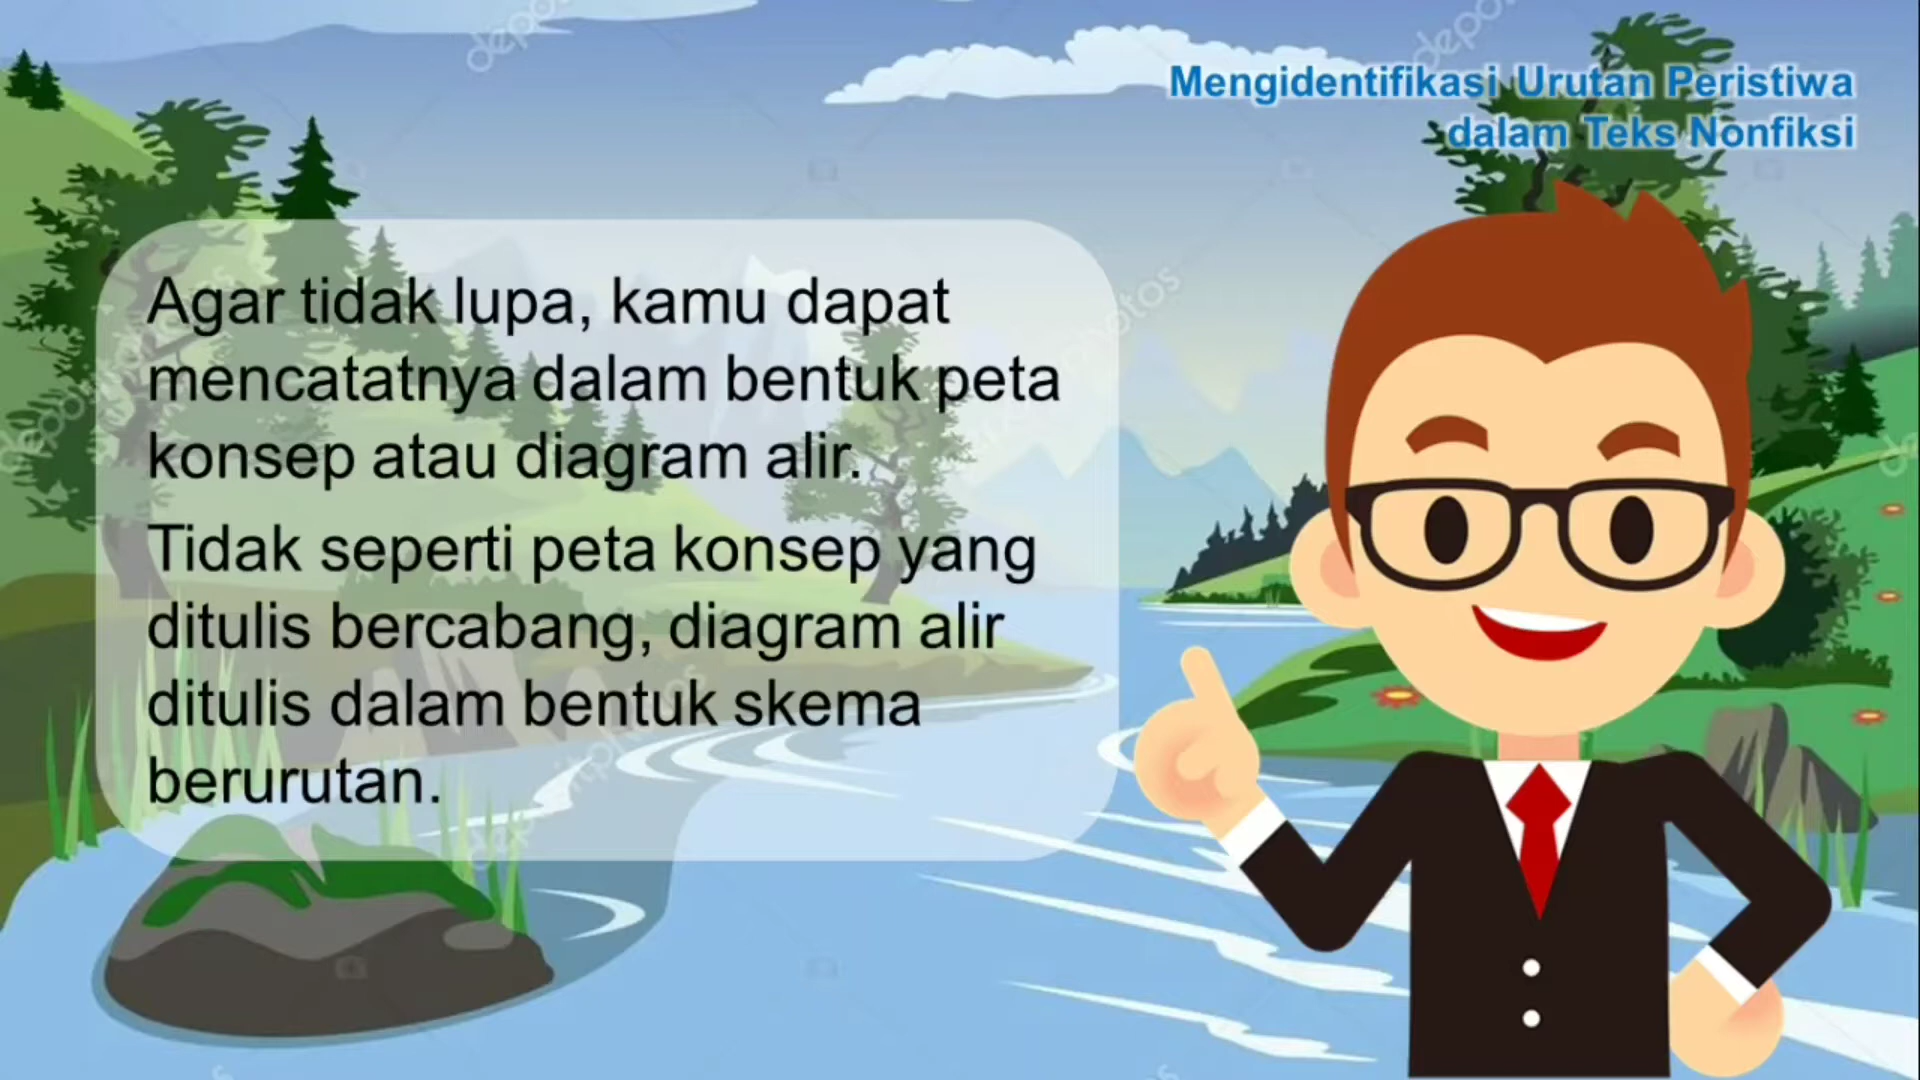 Mengidentifikasi Urutan Peristiwa
dalam Teks Nonfiksi
Agar tidak lupa, kamu dapat
mencatatnya dalam bentuk peta
konsep atau diagram alir.
Tidak seperti peta konsep yang
ditulis bercabang, diagram alir
ditulis dalam bentuk skema
berurutan.